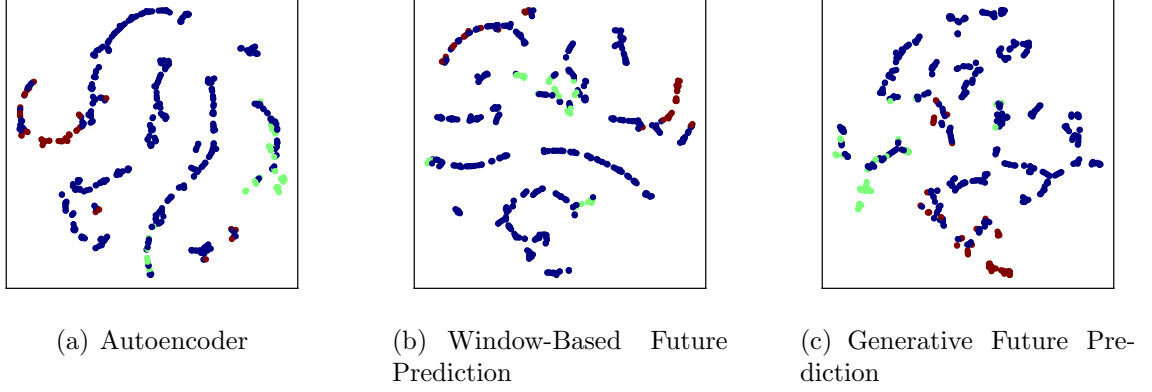 (a) Autoencoder
(b) Window-Based Future
Prediction
(c) Generative Future Pre-
diction